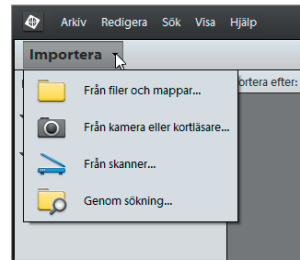 Arkiv Redigera Sök Visa Hjälp
Importera
ortera efter:
Från filer och mappar...
Från kamera eller kortläsare...
Från skanner...
Genom sökning...